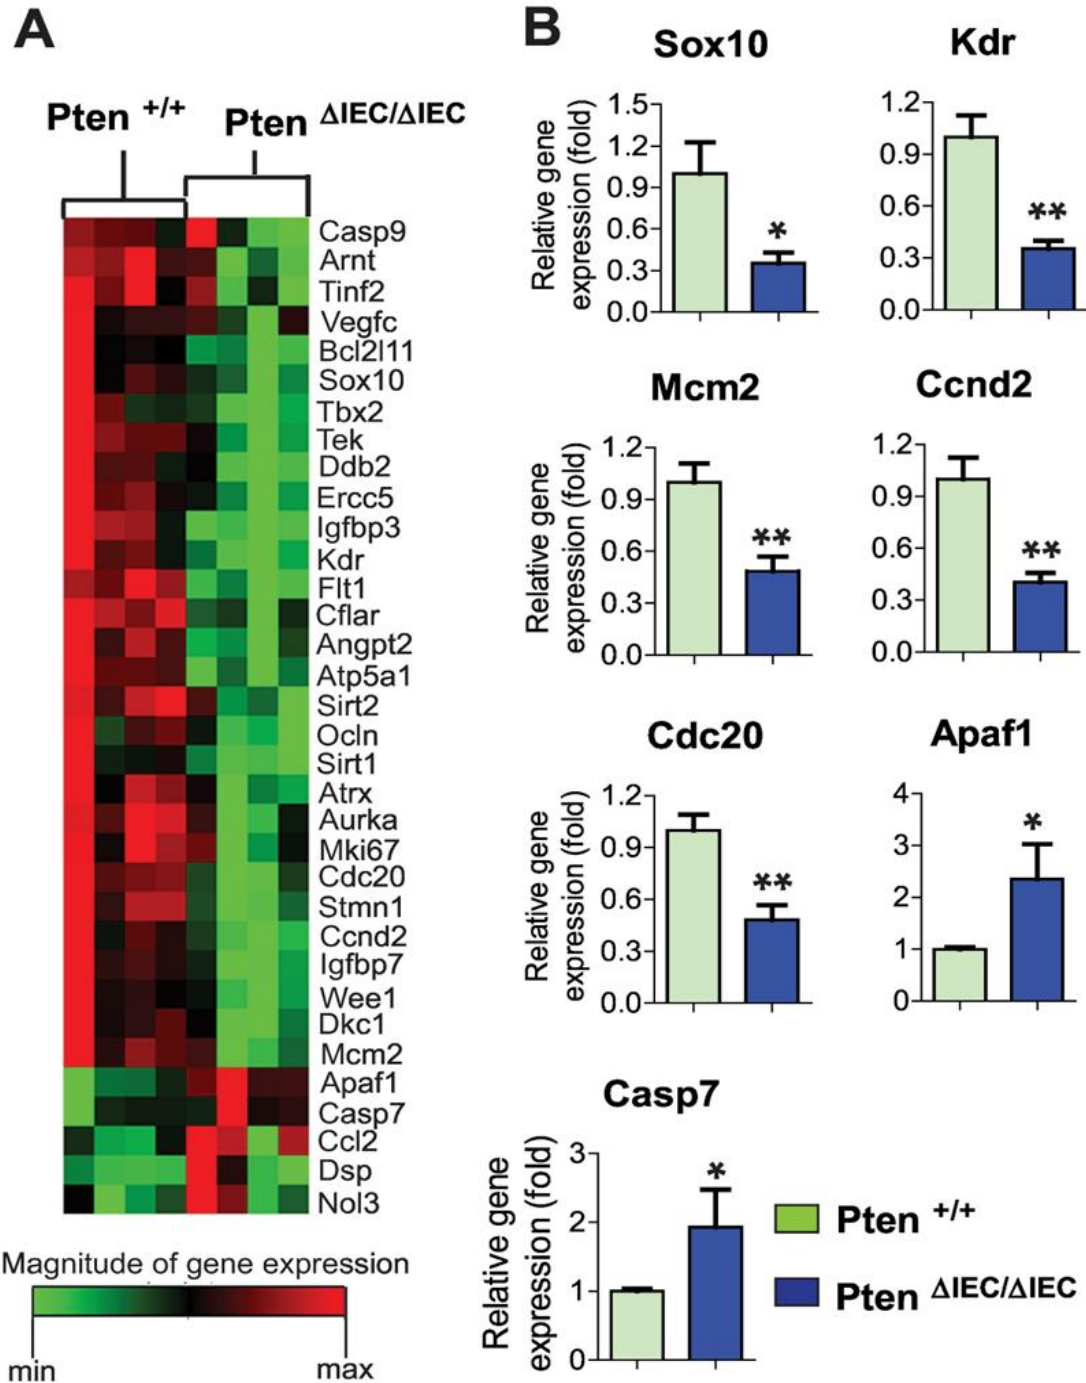 A
Pten +/+
Pten ΔIEC/ΔIEC
Casp9
Arnt
Tinf2
Vegfc
Bcl2l11
Sox10
Tbx2
Tek
Ddb2
Ercc5
Igfbp3
Kdr
Flt1
Cflar
Angpt2
Atp5a1
Sirt2
Ocln
Sirt1
Atrx
Aurka
Mki67
Cdc20
Stmn1
Ccnd2
Igfbp7
Wee1
Dkc1
Mcm2
Apaf1
Casp7
Ccl2
Dsp
Nol3
Magnitude of gene expression
min
max
B
Sox10
Relative gene
expression (fold)
1.5
1.2
0.9
0.6
0.3
0.0
*
Kdr
1.2
0.9
0.6
0.3
0.0
**
Mcm2
Relative gene
expression (fold)
1.2
0.9
0.6
0.3
0.0
**
Ccnd2
1.2
0.9
0.6
0.3
0.0
**
Cdc20
Relative gene
expression (fold)
1.2
0.9
0.6
0.3
0.0
**
Apaf1
4
3
2
1
0
*
Casp7
Relative gene
expression (fold)
3
2
1
0
*
Pten +/+
Pten ΔIEC/ΔIEC